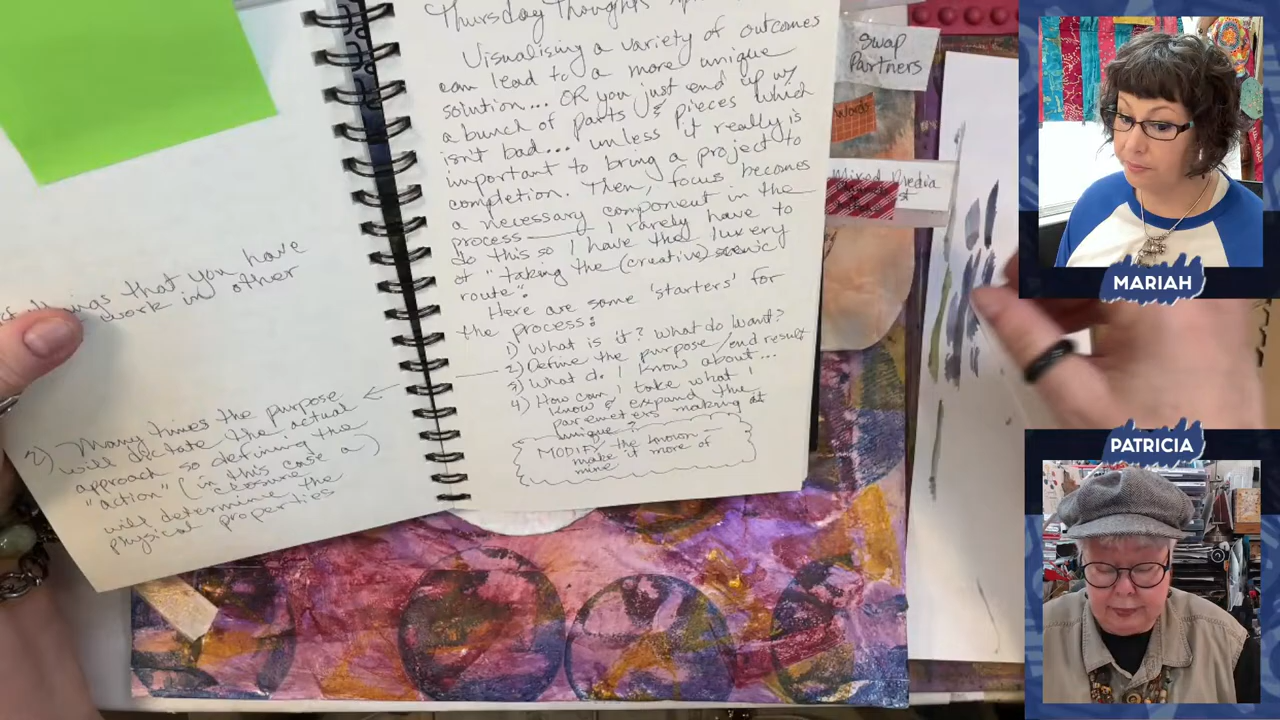 Thursday Thoughts
Visualising a variety of outcomes
can lead to a more unique
solution... OR you just end up w/
a bunch of parts & pieces which
isn't bad... unless it really is
important to bring a project to
completion. Then, focus becomes
a necessary component in the
process — I rarely have to
do this so I have the luxury
of "taking the (creative) scenic
route".
Here are some 'starters' for
the process:
1) What is it? What do I want?
2) Define the purpose/end result
3) What do I know about...
4) How can I take what I
know & expand the
paremeters making it
unique?
MODIFY the known —
make it more of
mine
that you have
work in other
2) Many times the purpose
will dictate the actual
approach so defining the
"action" (in this case a
closure)
will determine the
physical properties
Swap
Partners
Words
Mixed Media
MARIAH
PATRICIA